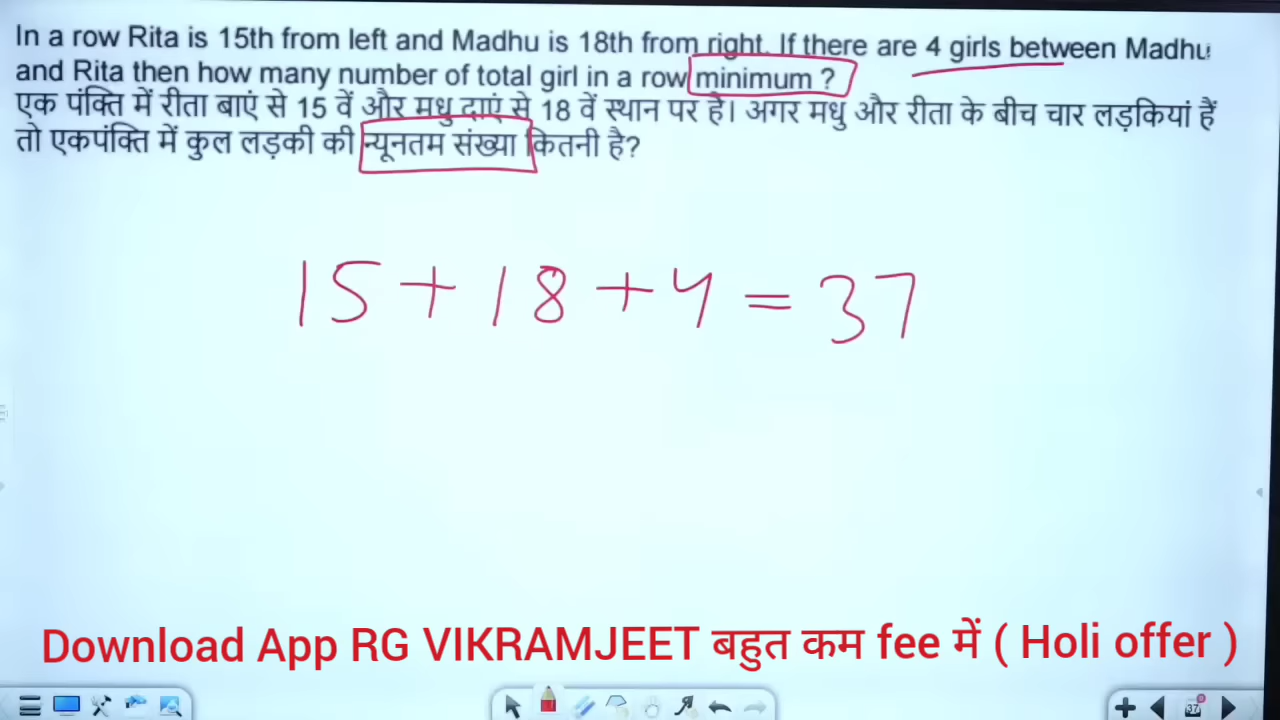 In a row Rita is 15th from left and Madhu is 18th from right. If there are 4 girls between Madhu
and Rita then how many number of total girl in a row minimum ?
एक पंक्ति में रीता बाएं से 15 वें और मधु दाएं से 18 वें स्थान पर है। अगर मधु और रीता के बीच चार लड़कियां हैं
तो एकपंक्ति में कुल लड़की की न्यूनतम संख्या कितनी है?
15 + 18 + 4 = 37
Download App RG VIKRAMJEET बहुत कम fee में ( Holi offer )
37